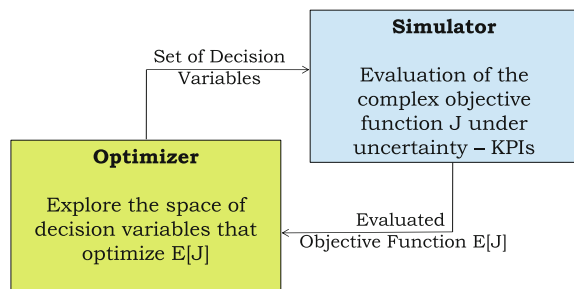 Simulator
Evaluation of the
complex objective
function J under
uncertainty – KPIs
Set of Decision
Variables
Optimizer
Explore the space of
decision variables that
optimize E[J]
Evaluated
Objective Function E[J]